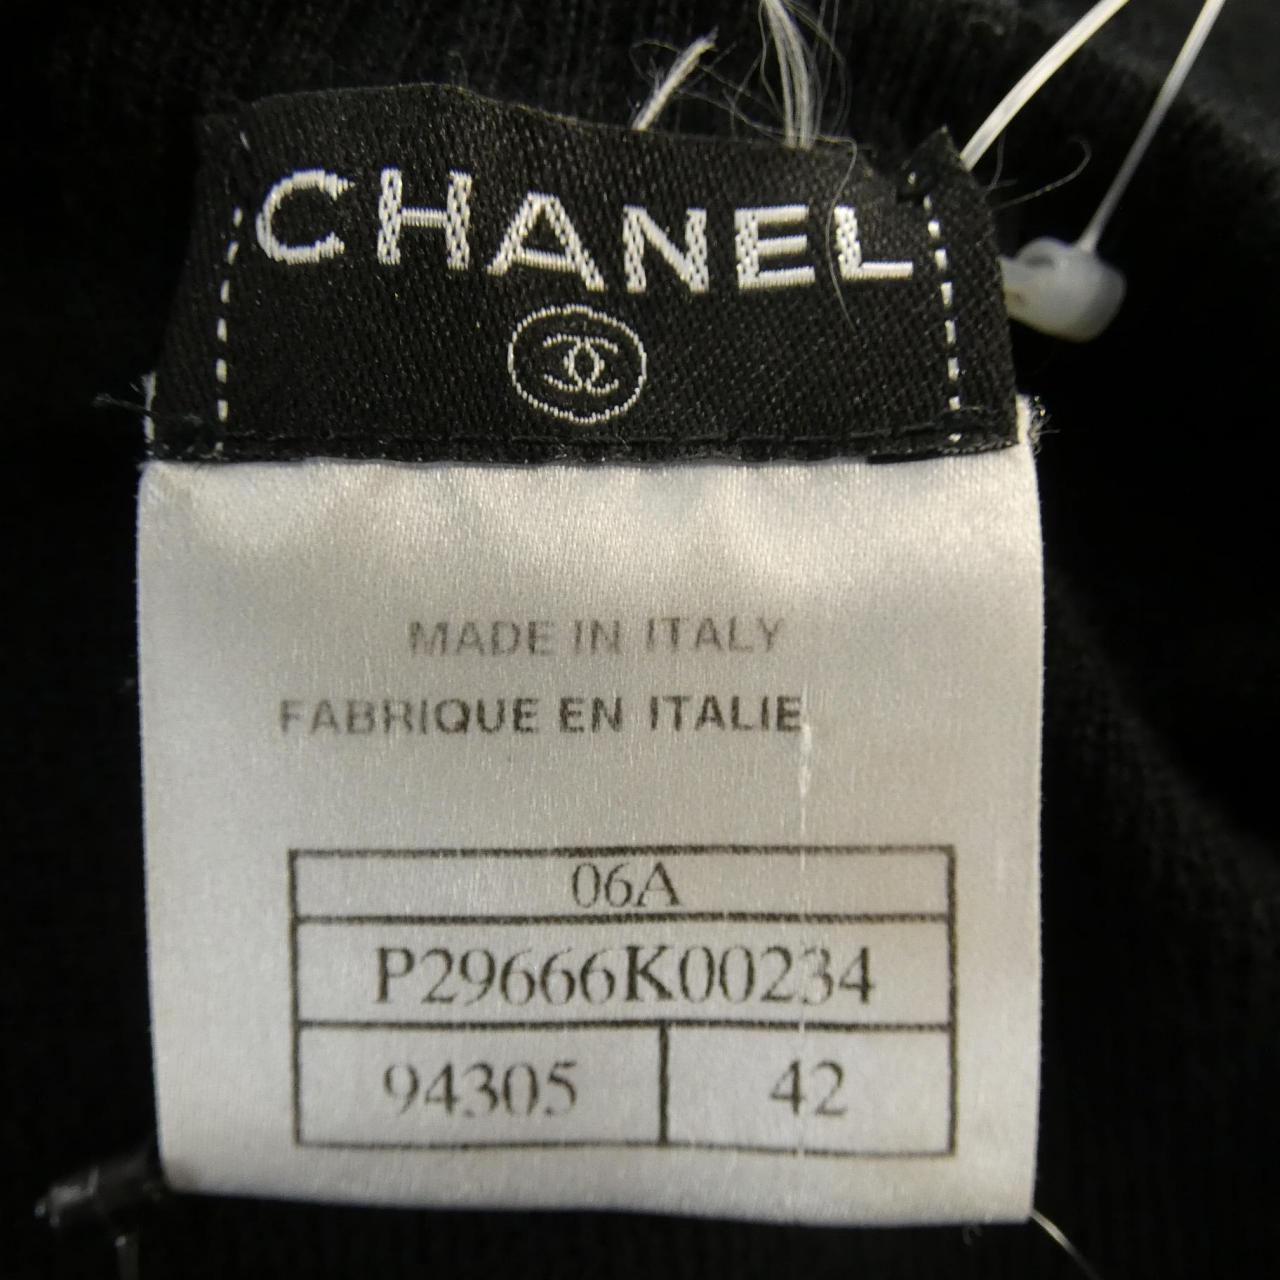 CHANEL
MADE IN ITALY
FABRIQUE EN ITALIE
06A
P29666K00234
94305 42